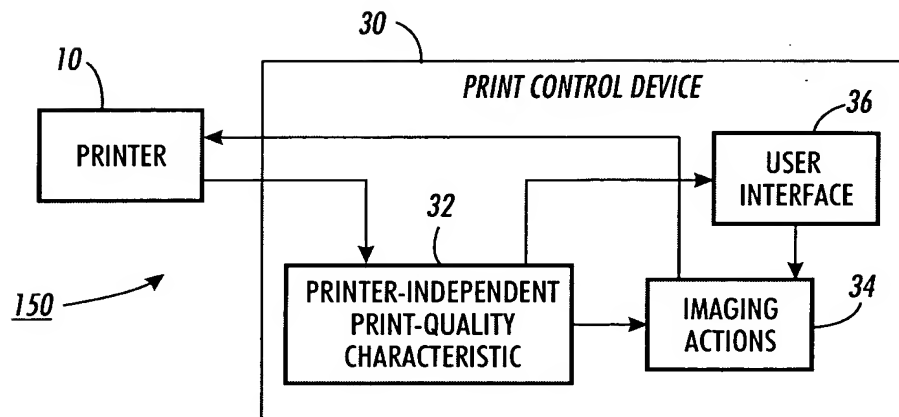 30
10
PRINT CONTROL DEVICE
36
PRINTER
USER
INTERFACE
32
150
PRINTER-INDEPENDENT
PRINT-QUALITY
CHARACTERISTIC
IMAGING
ACTIONS
34